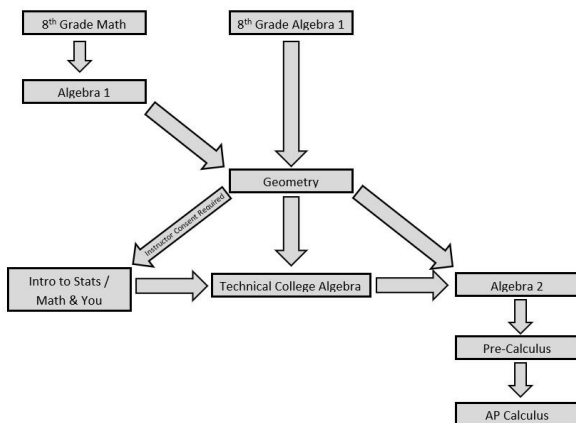 8th Grade Math
8th Grade Algebra 1
Algebra 1
Geometry
Instructor Consent Required
Intro to Stats /
Math & You
Technical College Algebra
Algebra 2
Pre-Calculus
AP Calculus